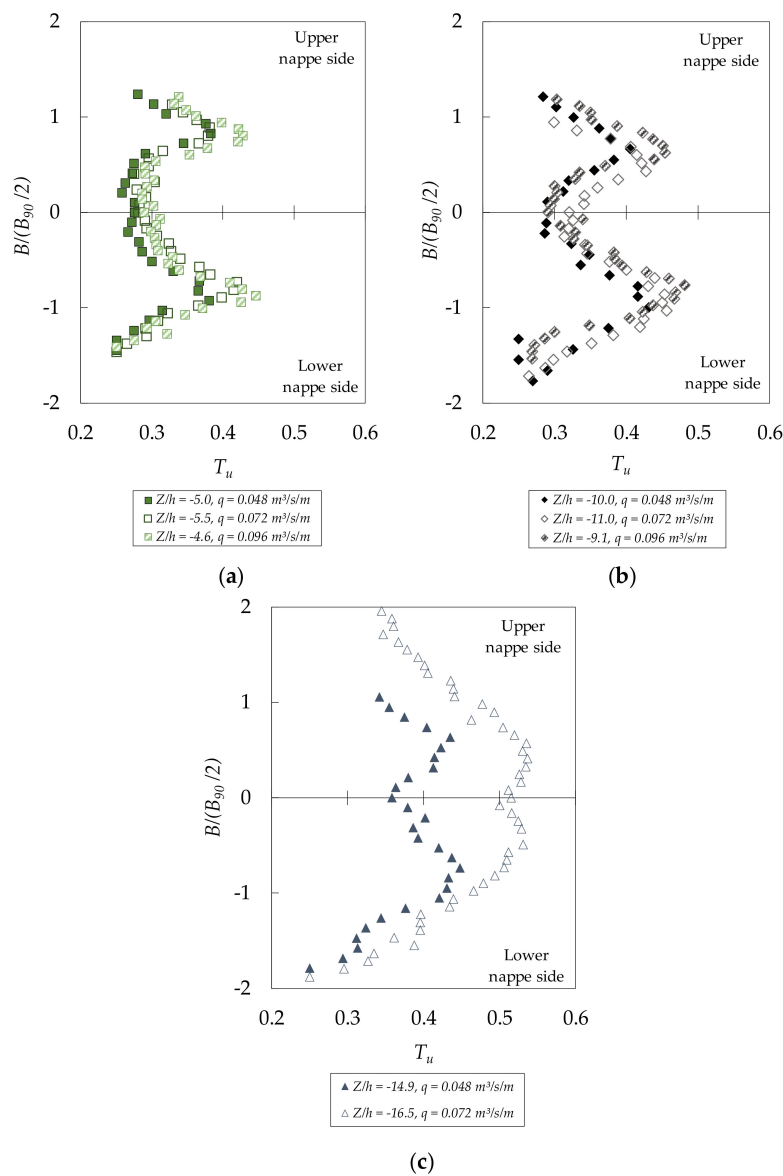 2
Upper
nappe side
1
B/(B90/2)
0
-1
Lower
nappe side
-2
0.2 0.3 0.4 0.5 0.6
Tu
Z/h = -5.0, q = 0.048 m³/s/m
Z/h = -5.5, q = 0.072 m³/s/m
Z/h = -4.6, q = 0.096 m³/s/m
(a)
2
Upper
nappe side
1
B/(B90/2)
0
-1
Lower
nappe side
-2
0.2 0.3 0.4 0.5 0.6
Tu
Z/h = -10.0, q = 0.048 m³/s/m
Z/h = -11.0, q = 0.072 m³/s/m
Z/h = -9.1, q = 0.096 m³/s/m
(b)
2
Upper
nappe side
1
B/(B90/2)
0
-1
Lower
nappe side
-2
0.2 0.3 0.4 0.5 0.6
Tu
Z/h = -14.9, q = 0.048 m³/s/m
Z/h = -16.5, q = 0.072 m³/s/m
(c)